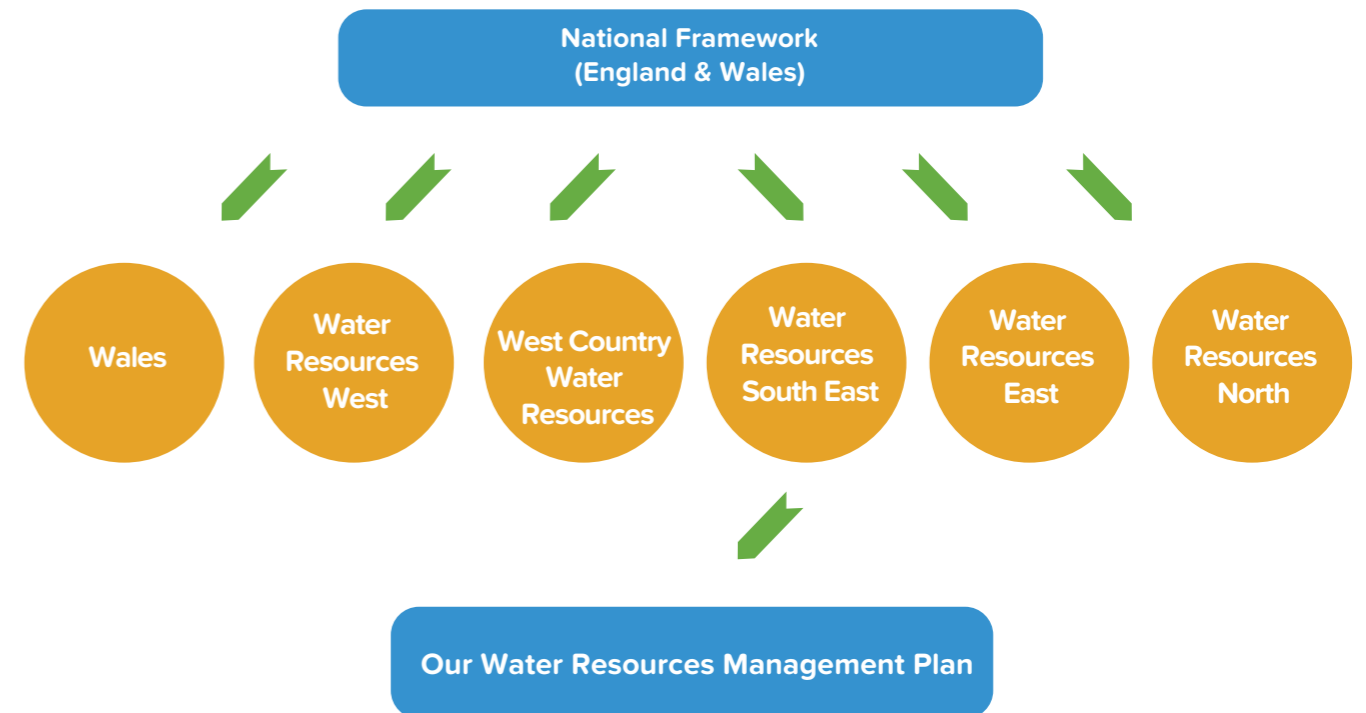 National Framework
(England & Wales)
Wales
Water
Resources
West
West Country
Water
Resources
Water
Resources
South East
Water
Resources
East
Water
Resources
North
Our Water Resources Management Plan